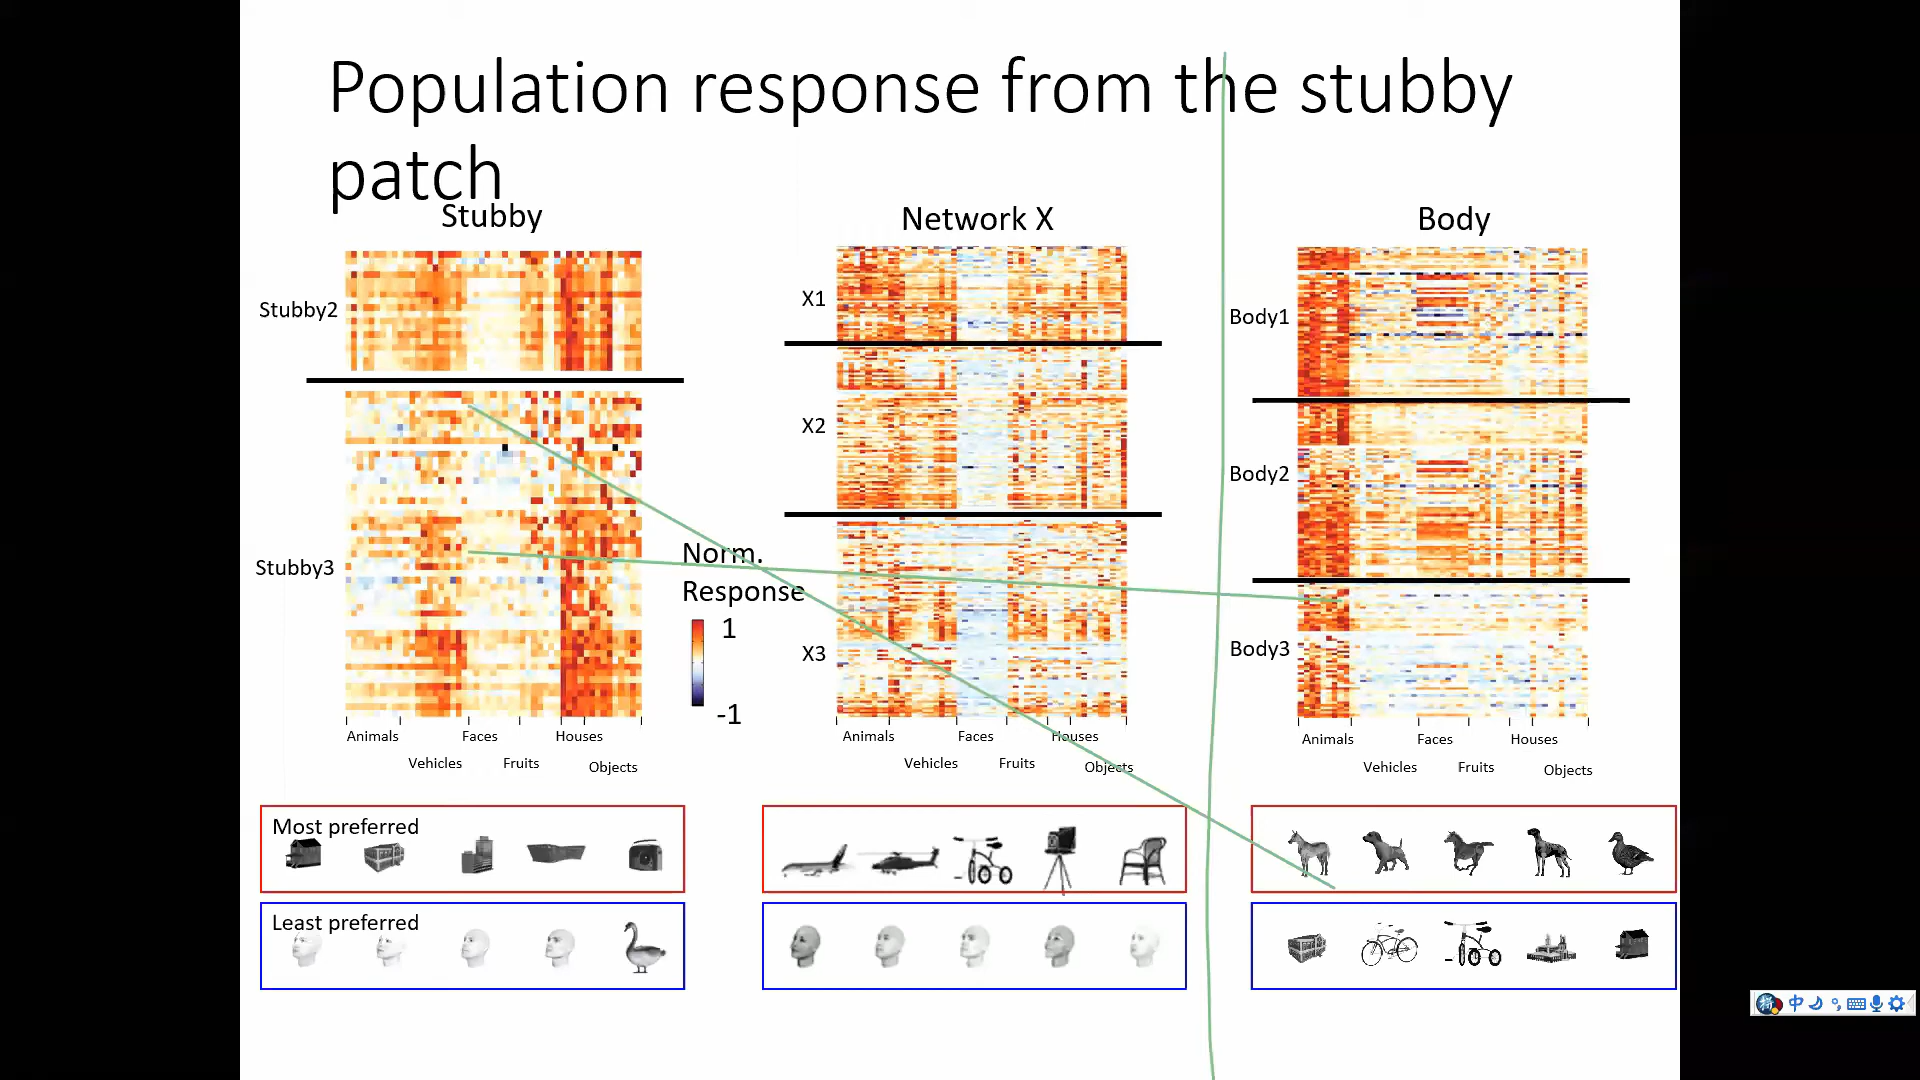 Population response from the stubby
patch
Stubby
Network X
Body
Stubby2
Stubby3
X1
X2
X3
Body1
Body2
Body3
Norm.
Response
1
-1
Animals
Faces
Houses
Vehicles
Fruits
Objects
Animals
Faces
Houses
Vehicles
Fruits
Objects
Animals
Faces
Houses
Vehicles
Fruits
Objects
Most preferred
Least preferred
中